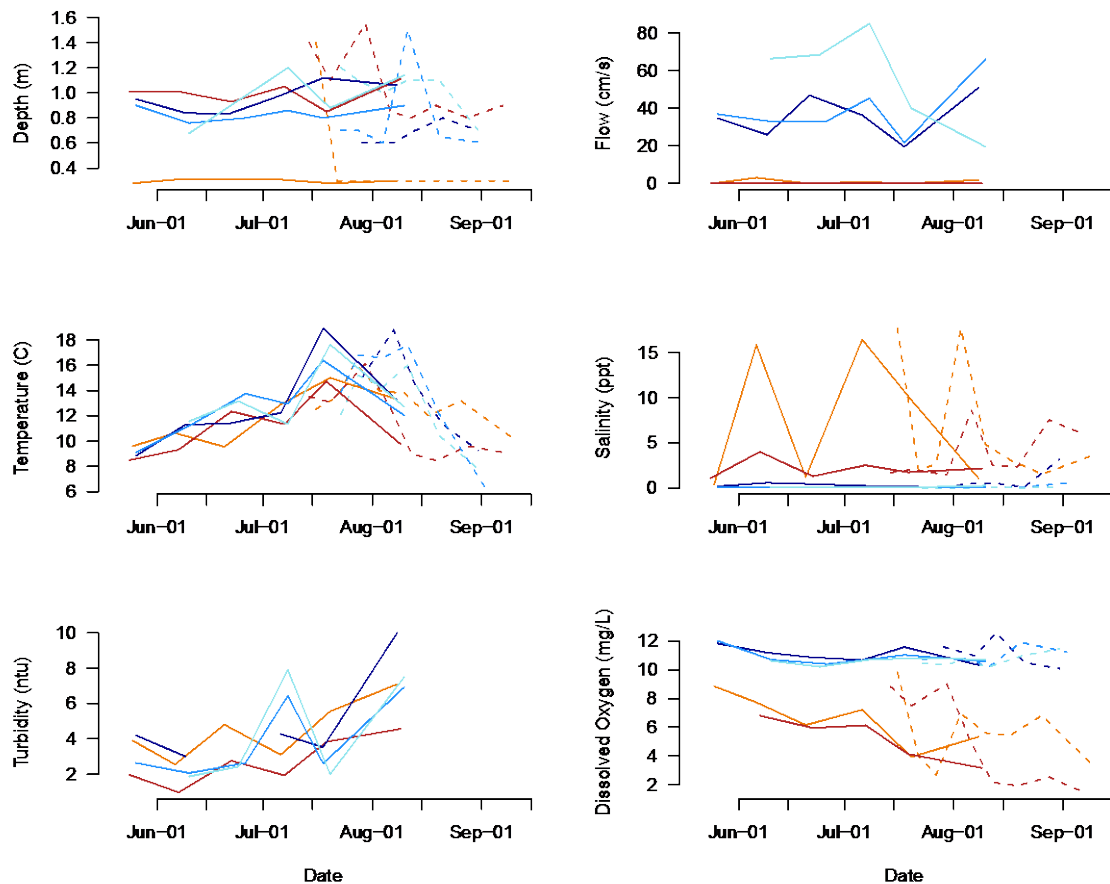 Depth (m)
1.6
1.4
1.2
1.0
0.8
0.6
0.4
Jun−01 Jul−01 Aug−01 Sep−01
Flow (cm/s)
80
60
40
20
0
Jun−01 Jul−01 Aug−01 Sep−01
Temperature (C)
18
16
14
12
10
8
6
Jun−01 Jul−01 Aug−01 Sep−01
Salinity (ppt)
15
10
5
0
Jun−01 Jul−01 Aug−01 Sep−01
Turbidity (ntu)
10
8
6
4
2
Jun−01 Jul−01 Aug−01 Sep−01
Date
Dissolved Oxygen (mg/L)
12
10
8
6
4
2
Jun−01 Jul−01 Aug−01 Sep−01
Date